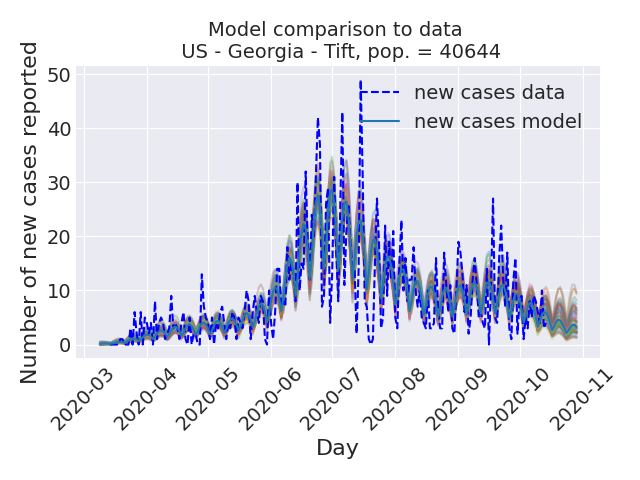 Model comparison to data
US - Georgia - Tift, pop. = 40644
Number of new cases reported
50
40
30
20
10
0
new cases data
new cases model
2020-03
2020-04
2020-05
2020-06
2020-07
2020-08
2020-09
2020-10
2020-11
Day